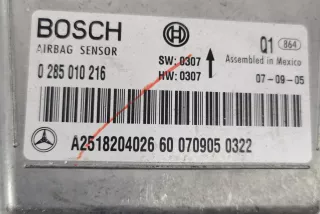 BOSCH
AIRBAG SENSOR
0 285 010 216
SW: 0307
HW: 0307
Q1 864
Assembled in Mexico
07-09-05
A2518204026 60 070905 0322